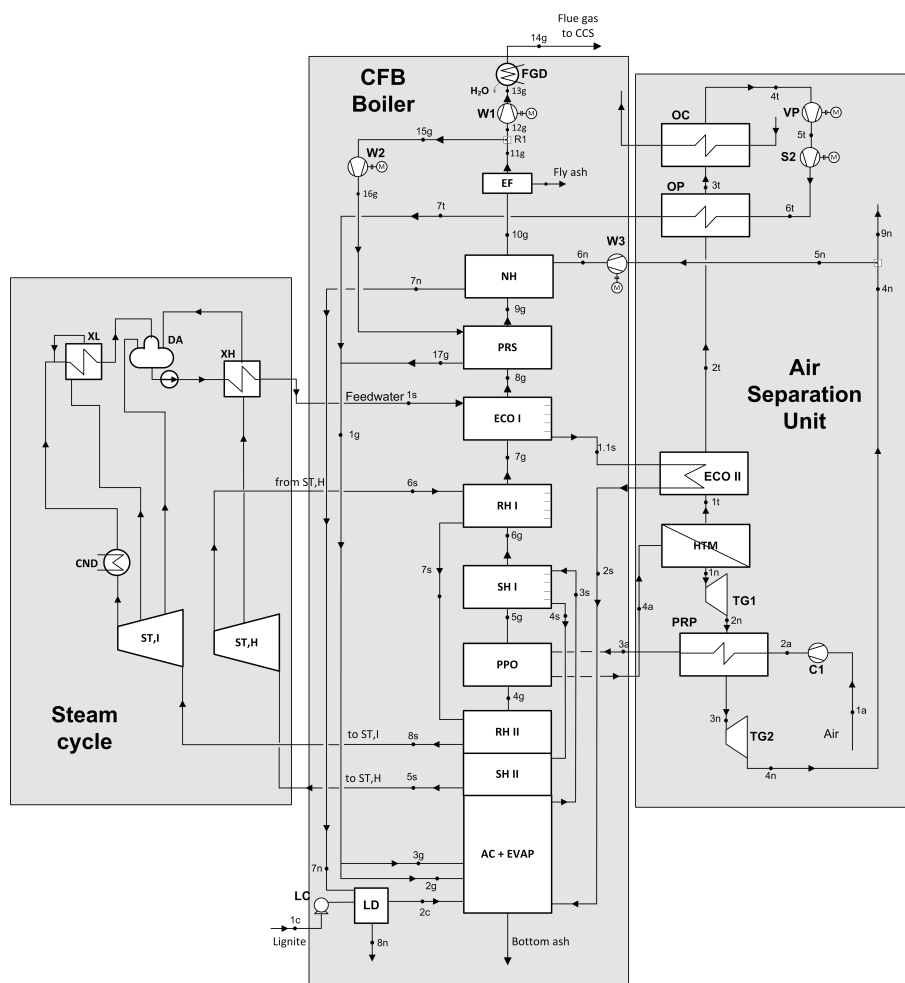 Flue gas
to CCS
14g
CFB
Boiler
FGD
H₂O
13g
W1
M
12g
15g
R1
11g
W2
M
16g
EF
Fly ash
7t
10g
6n
W3
M
5n
7n
NH
9g
PRS
17g
8g
Feedwater
1s
ECO I
1.1s
1g
7g
from ST,H
6s
RH I
6g
7s
SH I
3s
4s
2s
5g
3a
PPO
4g
to ST,I
8s
RH II
to ST,H
5s
SH II
AC + EVAP
3g
7n
2g
LC
LD
2c
1c
Lignite
8n
Bottom ash
OC
4t
VP
M
5t
S2
M
3t
OP
6t
9n
4n
2t
Air
Separation
Unit
ECO II
1t
HTM
4a
1n
TG1
2n
PRP
2a
C1
1a
3n
TG2
Air
4n
XL
DA
XH
CND
ST,I
ST,H
Steam
cycle